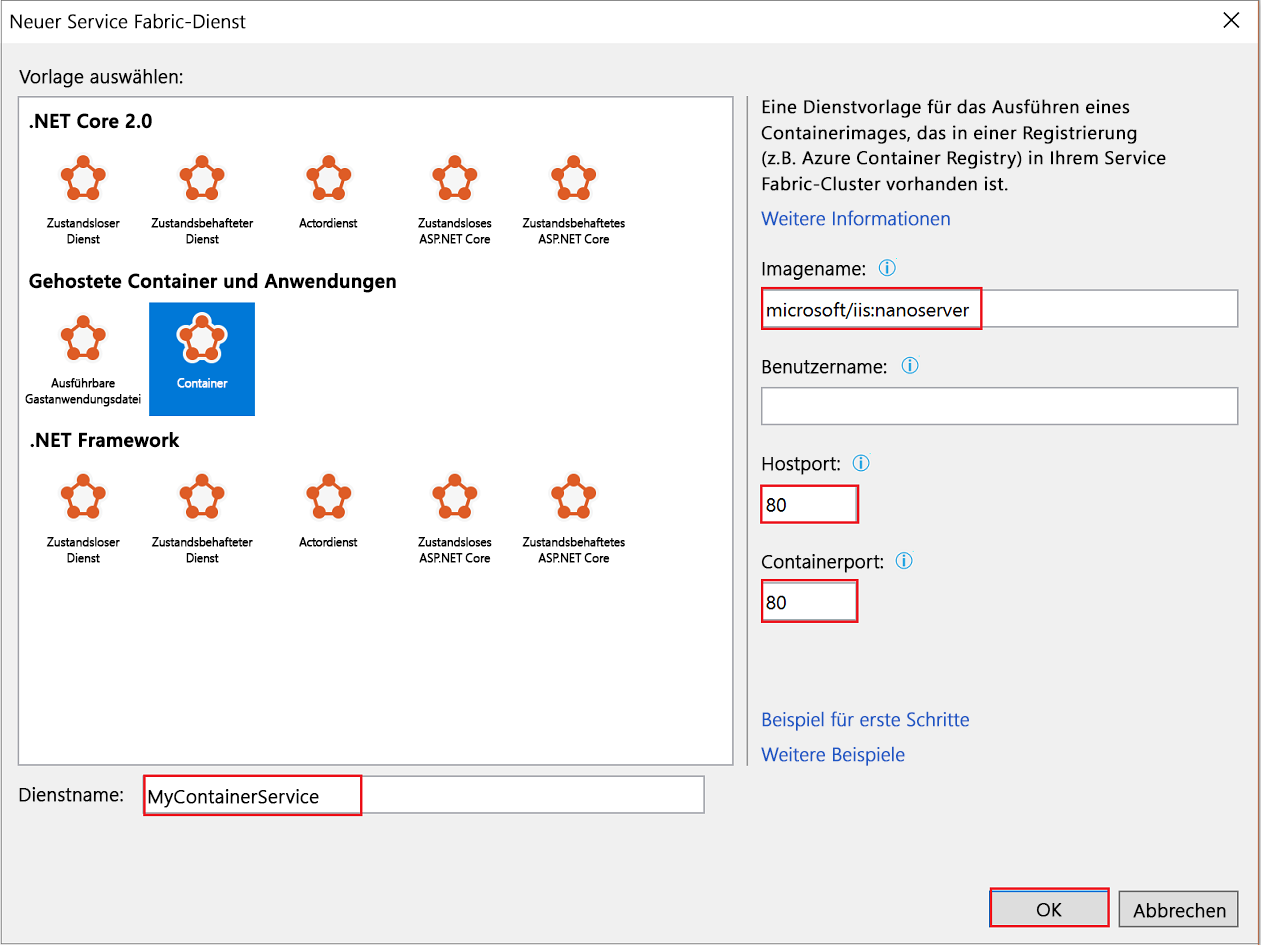 Neuer Service Fabric-Dienst
Vorlage auswählen:
.NET Core 2.0
Zustandsloser
Dienst
Zustandsbehafteter
Dienst
Actordienst
Zustandsloses
ASP.NET Core
Zustandsbehaftetes
ASP.NET Core
Gehostete Container und Anwendungen
Ausführbare
Gastanwendungsdatei
Container
.NET Framework
Zustandsloser
Dienst
Zustandsbehafteter
Dienst
Actordienst
Zustandsloses
ASP.NET Core
Zustandsbehaftetes
ASP.NET Core
Eine Dienstvorlage für das Ausführen eines
Containerimages, das in einer Registrierung
(z.B. Azure Container Registry) in Ihrem Service
Fabric-Cluster vorhanden ist.
Weitere Informationen
Imagename:
microsoft/iis:nanoserver
Benutzername:
Hostport:
80
Containerport:
80
Beispiel für erste Schritte
Weitere Beispiele
Dienstname:
MyContainerService
OK
Abbrechen